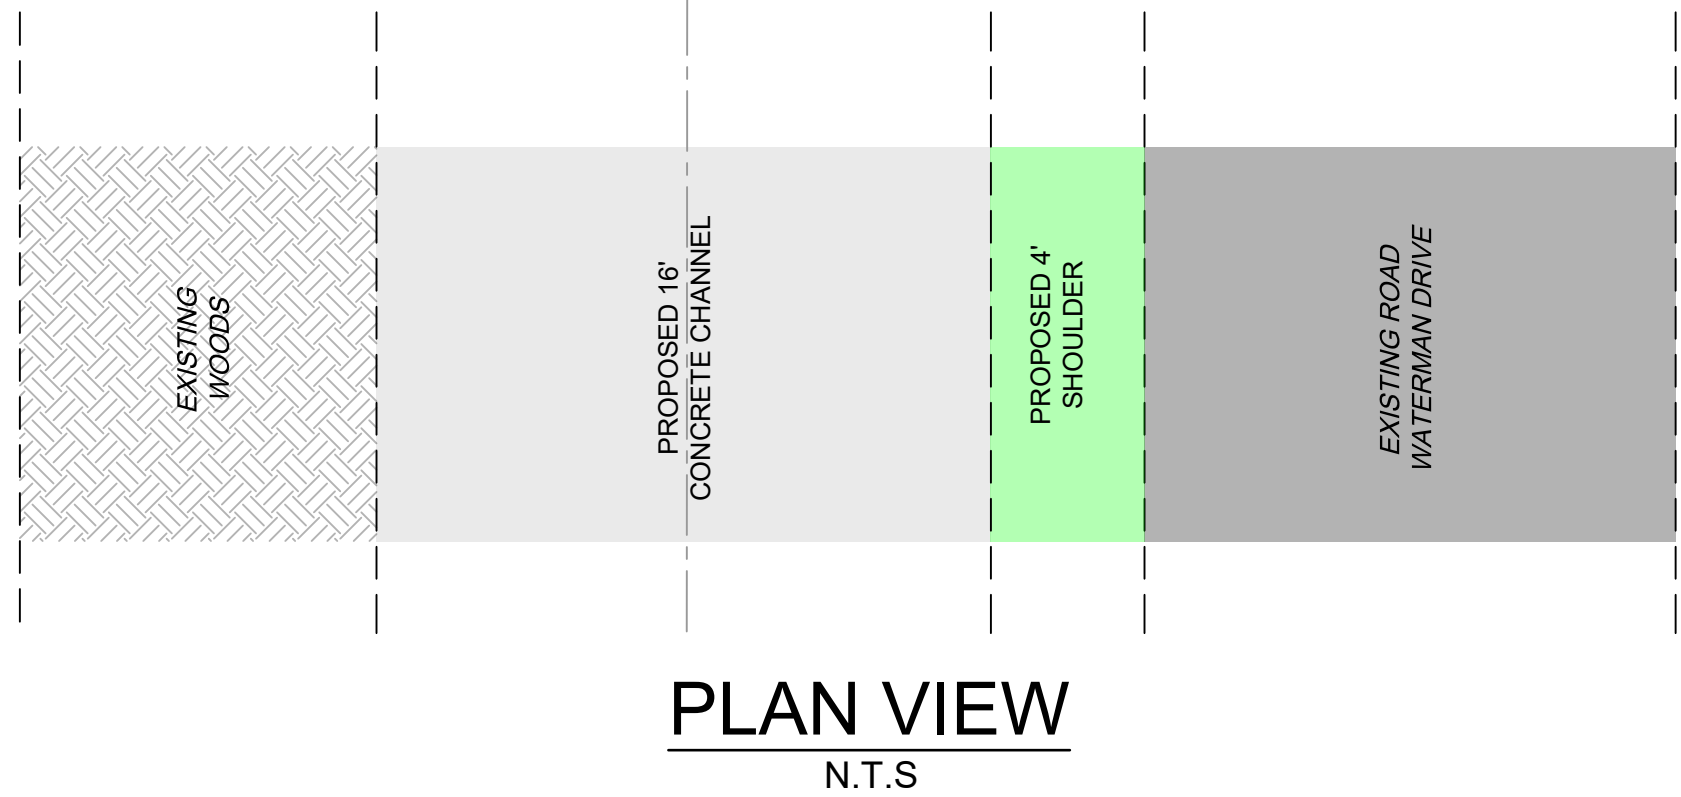 EXISTING
WOODS
PROPOSED 16'
CONCRETE CHANNEL
PROPOSED 4'
SHOULDER
EXISTING ROAD
WATERMAN DRIVE
PLAN VIEW
N.T.S